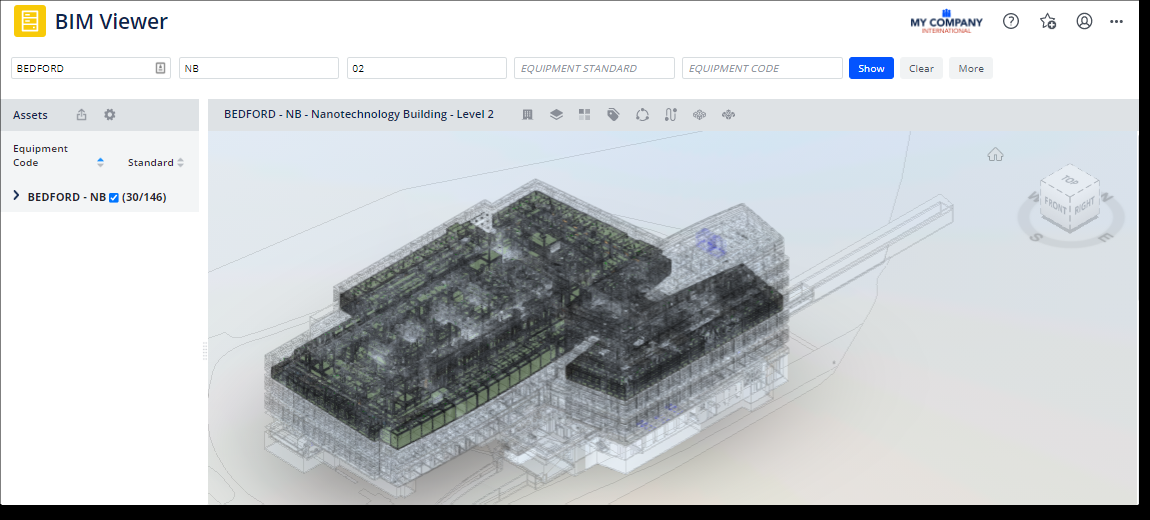 BIM Viewer
MY COMPANY
INTERNATIONAL
BEDFORD
NB
02
EQUIPMENT STANDARD
EQUIPMENT CODE
Show
Clear
More
Assets
BEDFORD - NB - Nanotechnology Building - Level 2
Equipment
Code
Standard
BEDFORD - NB (30/146)
TOP
FRONT
RIGHT
N
W
S
E